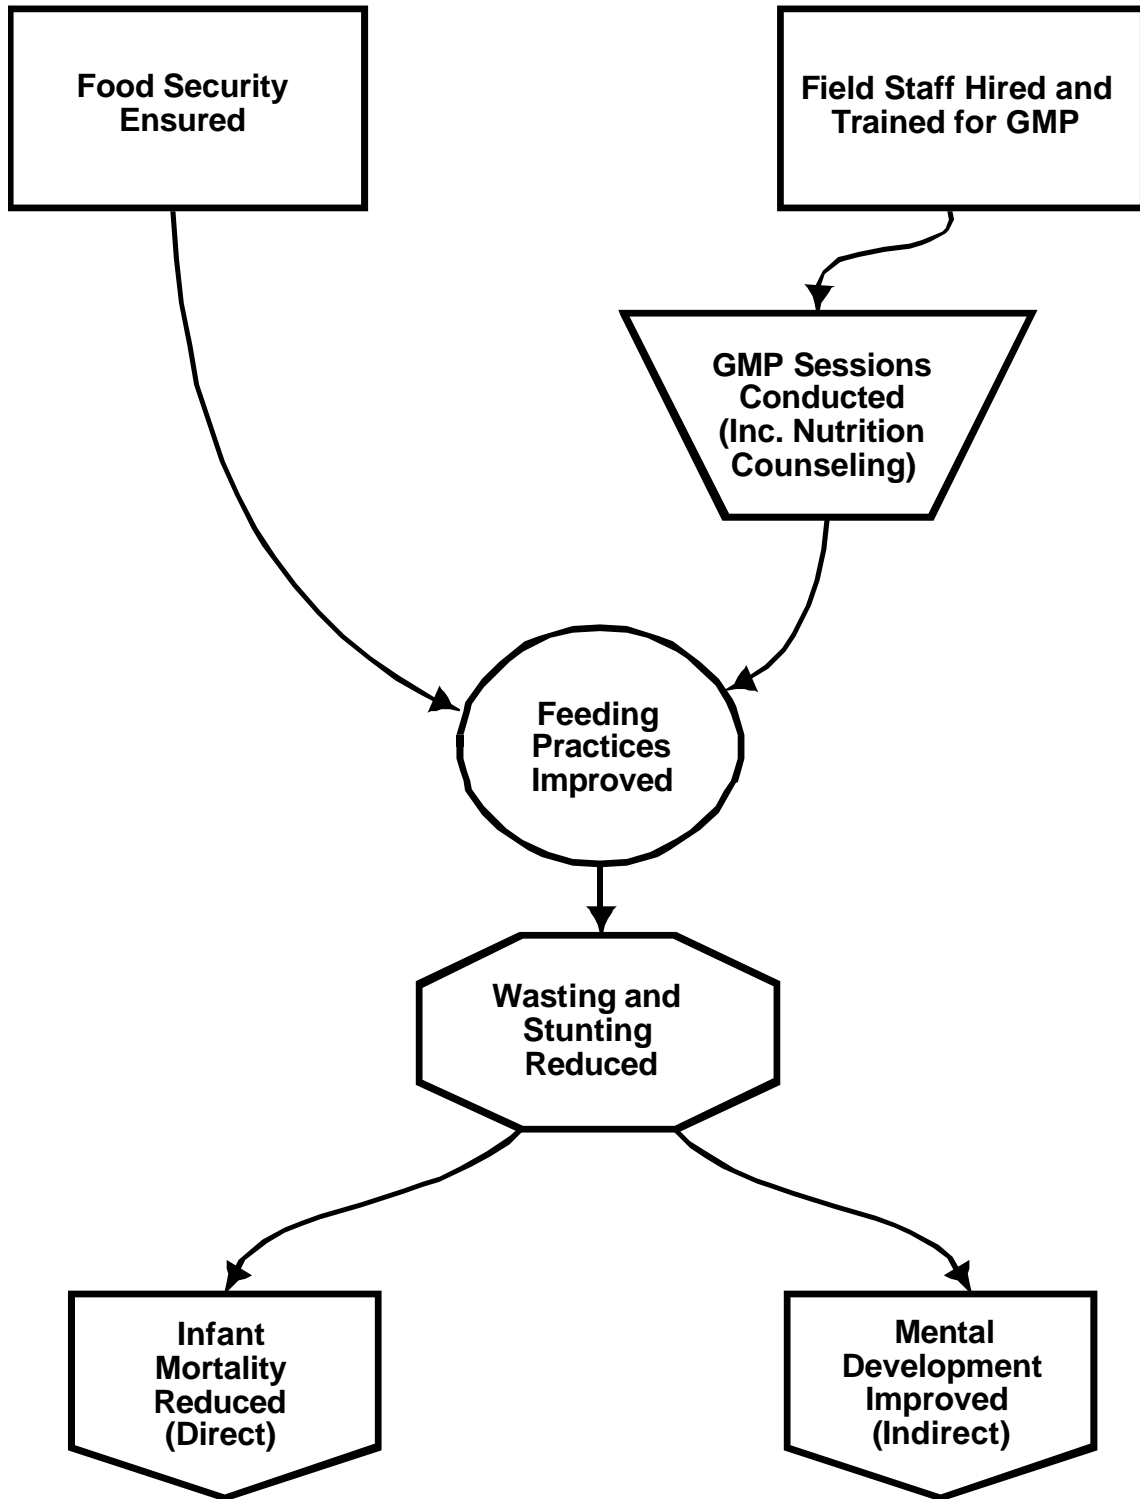 Food Security
Ensured
Field Staff Hired and
Trained for GMP
GMP Sessions
Conducted
(Inc. Nutrition
Counseling)
Feeding
Practices
Improved
Wasting and
Stunting
Reduced
Infant
Mortality
Reduced
(Direct)
Mental
Development
Improved
(Indirect)